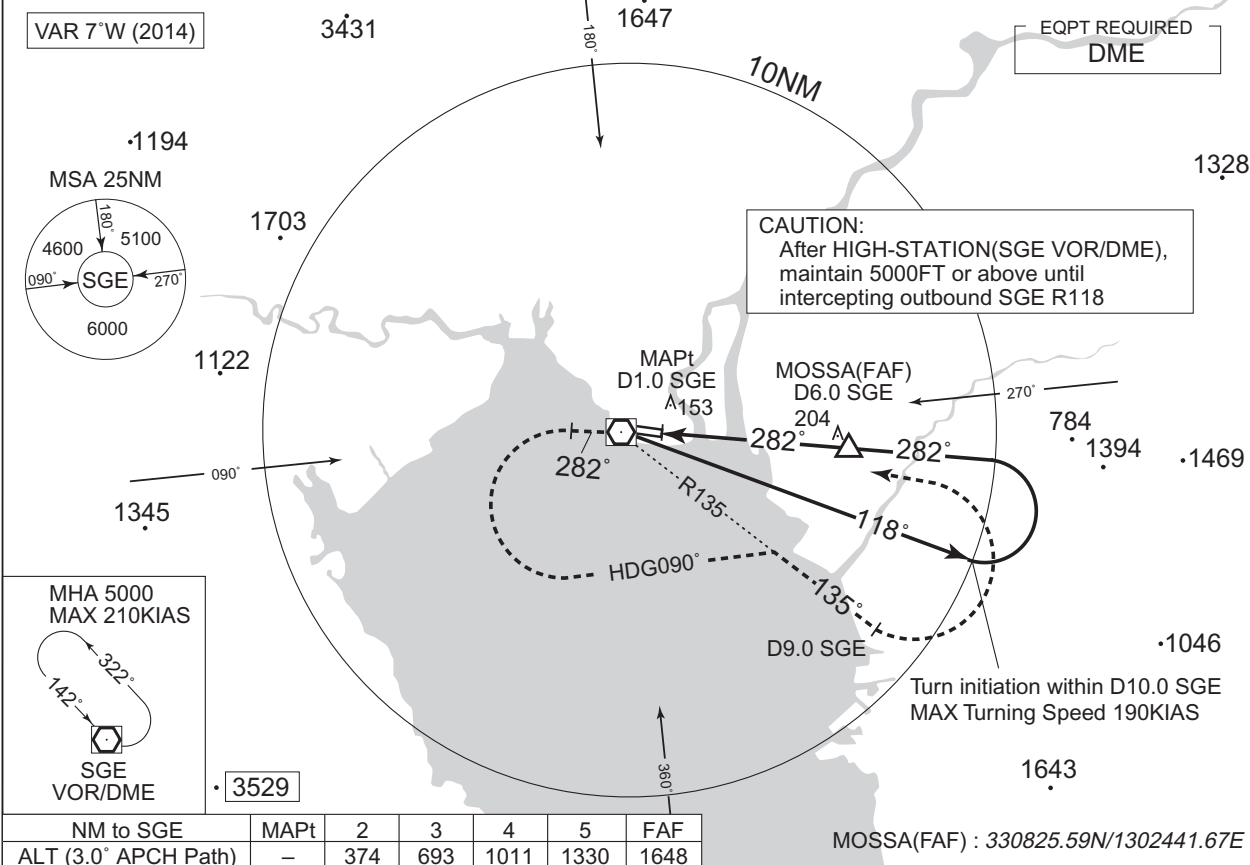 VAR 7°W (2014)
3431
1647
180°
EQPT REQUIRED
DME
10NM
1194
MSA 25NM
180°
4600
5100
090°
SGE
270°
6000
1703
1328
CAUTION:
After HIGH-STATION(SGE VOR/DME),
maintain 5000FT or above until
intercepting outbound SGE R118
1122
MAPt
D1.0 SGE
153
MOSSA(FAF)
D6.0 SGE
204
270°
784
1394
1469
282°
282°
282°
090°
R135
118°
1345
HDG090°
135°
D9.0 SGE
1046
MHA 5000
MAX 210KIAS
322°
142°
SGE
VOR/DME
Turn initiation within D10.0 SGE
MAX Turning Speed 190KIAS
360°
1643
3529
NM to SGE MAPt 2 3 4 5 FAF
ALT (3.0° APCH Path) – 374 693 1011 1330 1648
MOSSA(FAF) : 330825.59N/1302441.67E